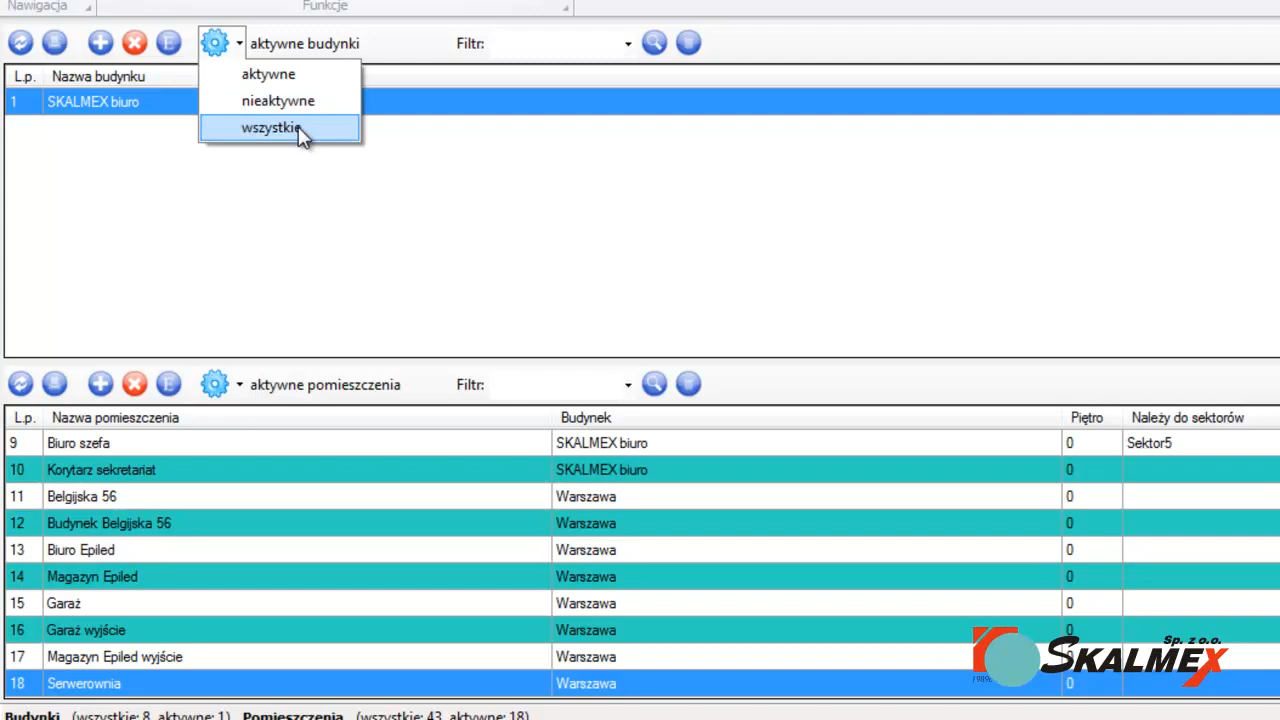 Nawigacja Funkcje
aktywne budynki Filtr:
aktywne
nieaktywne
wszystkie
L.p. Nazwa budynku
1 SKALMEX biuro
aktywne pomieszczenia Filtr:
L.p. Nazwa pomieszczenia Budynek Piętro Należy do sektorów
9 Biuro szefa SKALMEX biuro 0 Sektor5
10 Korytarz sekretariat SKALMEX biuro 0
11 Belgijska 56 Warszawa 0
12 Budynek Belgijska 56 Warszawa 0
13 Biuro Epiled Warszawa 0
14 Magazyn Epiled Warszawa 0
15 Garaż Warszawa 0
16 Garaż wyjście Warszawa 0
17 Magazyn Epiled wyjście Warszawa 0
18 Serwerownia Warszawa 0
Sp. z o.o.
SKALMEX
Budynki (wszystkie: 8, aktywne: 1) Pomieszczenia (wszystkie: 43, aktywne: 18)